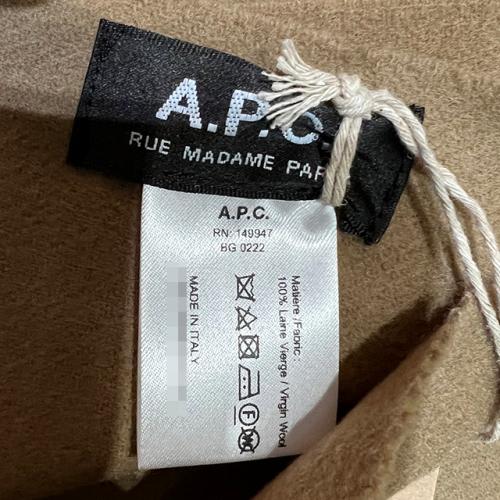 A.P.C.
RUE MADAME PAR
A.P.C.
RN: 149947
BG 0222
Matière / Fabric :
100% Laine Vierge / Virgin Wool
MADE IN ITALY